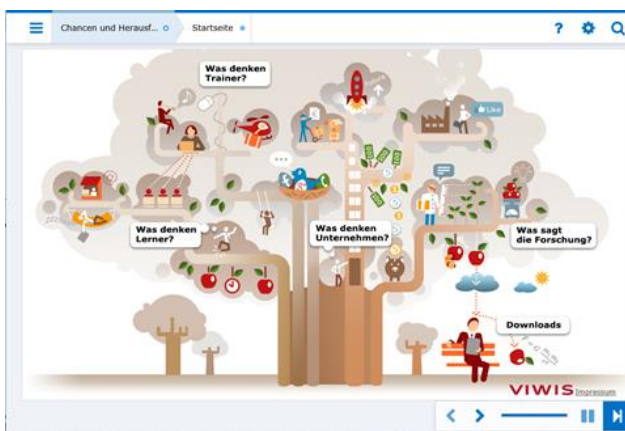 Chancen und Herausf...
Startseite
?
Was denken
Trainer?
Like
Was denken
Lerner?
Was denken
Unternehmen?
Was sagt
die Forschung?
Downloads
VIWIS Impressum